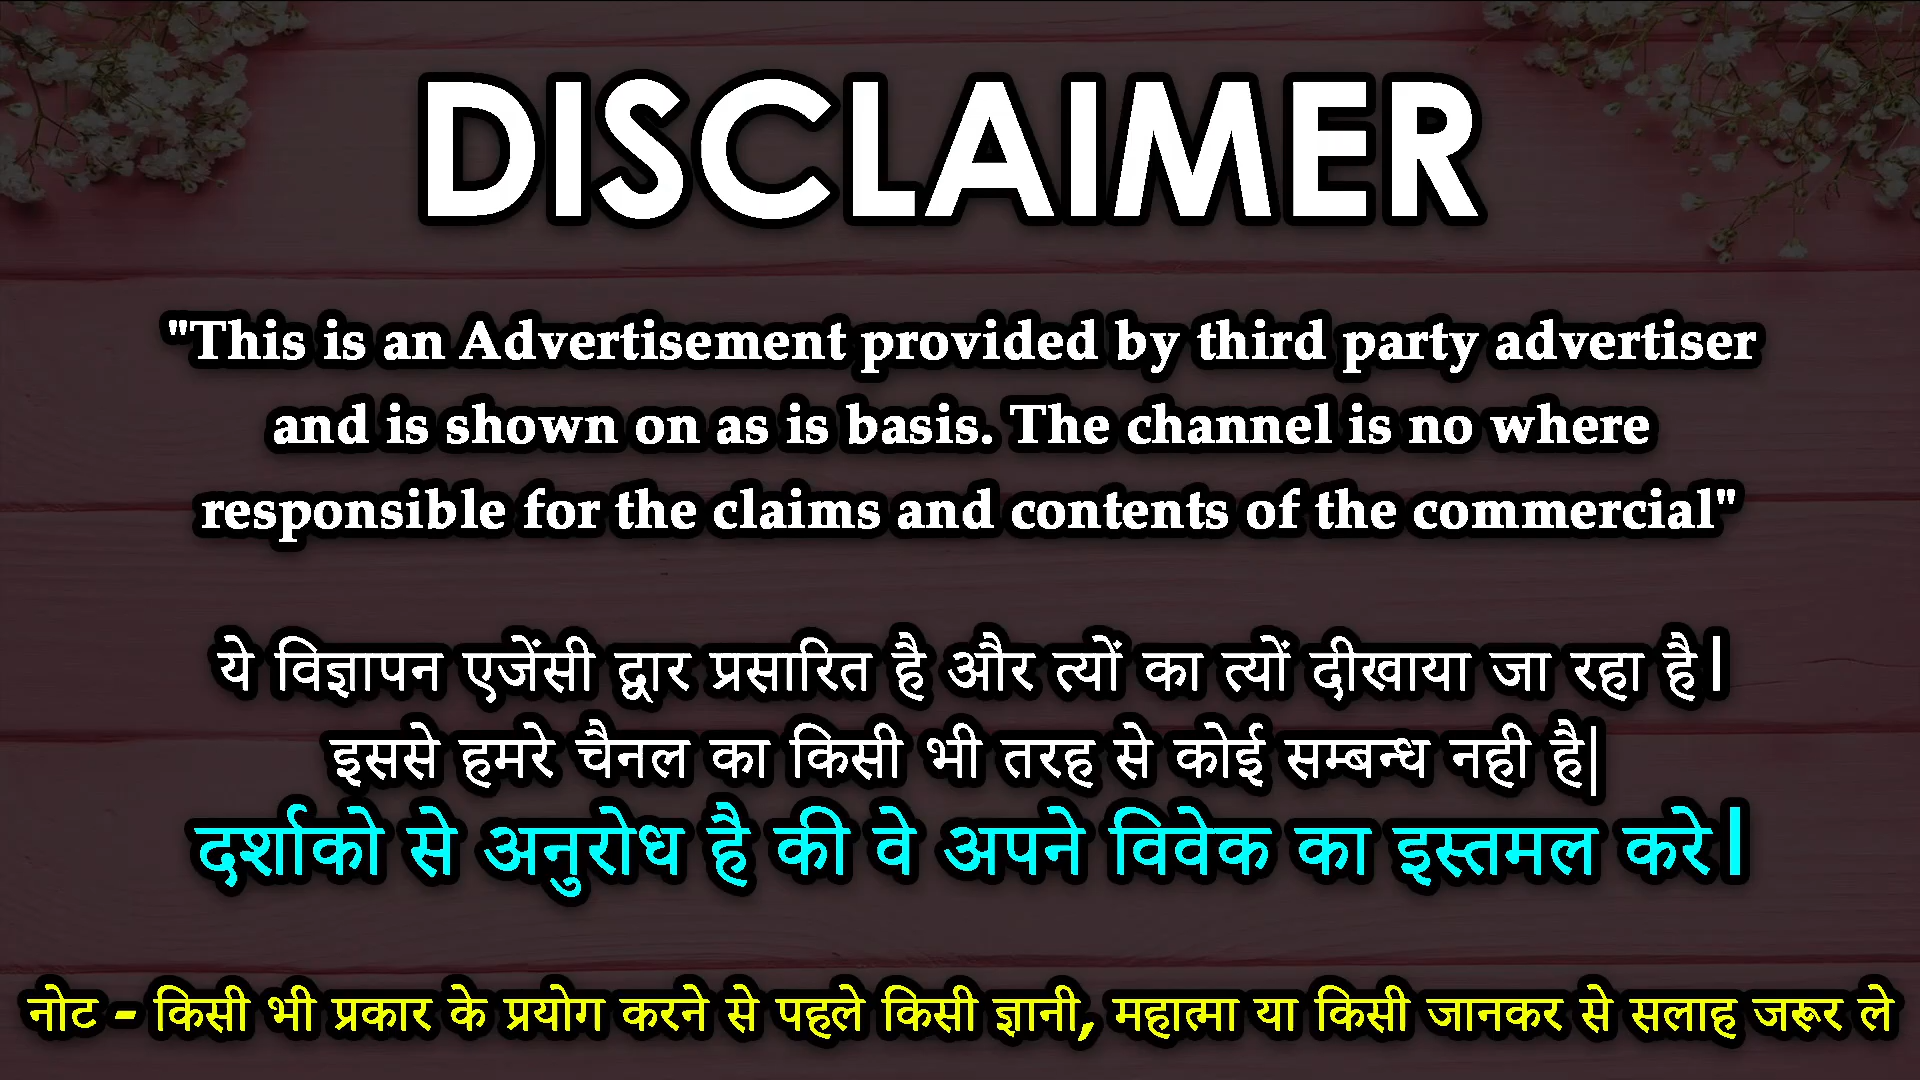 DISCLAIMER
"This is an Advertisement provided by third party advertiser
and is shown on as is basis. The channel is no where
responsible for the claims and contents of the commercial"
ये विज्ञापन एजेंसी द्वार प्रसारित है और त्यों का त्यों दीखाया जा रहा है|
इससे हमरे चैनल का किसी भी तरह से कोई सम्बन्ध नही है|
दर्शाको से अनुरोध है की वे अपने विवेक का इस्तमल करे|
नोट - किसी भी प्रकार के प्रयोग करने से पहले किसी ज्ञानी, महात्मा या किसी जानकर से सलाह जरूर ले